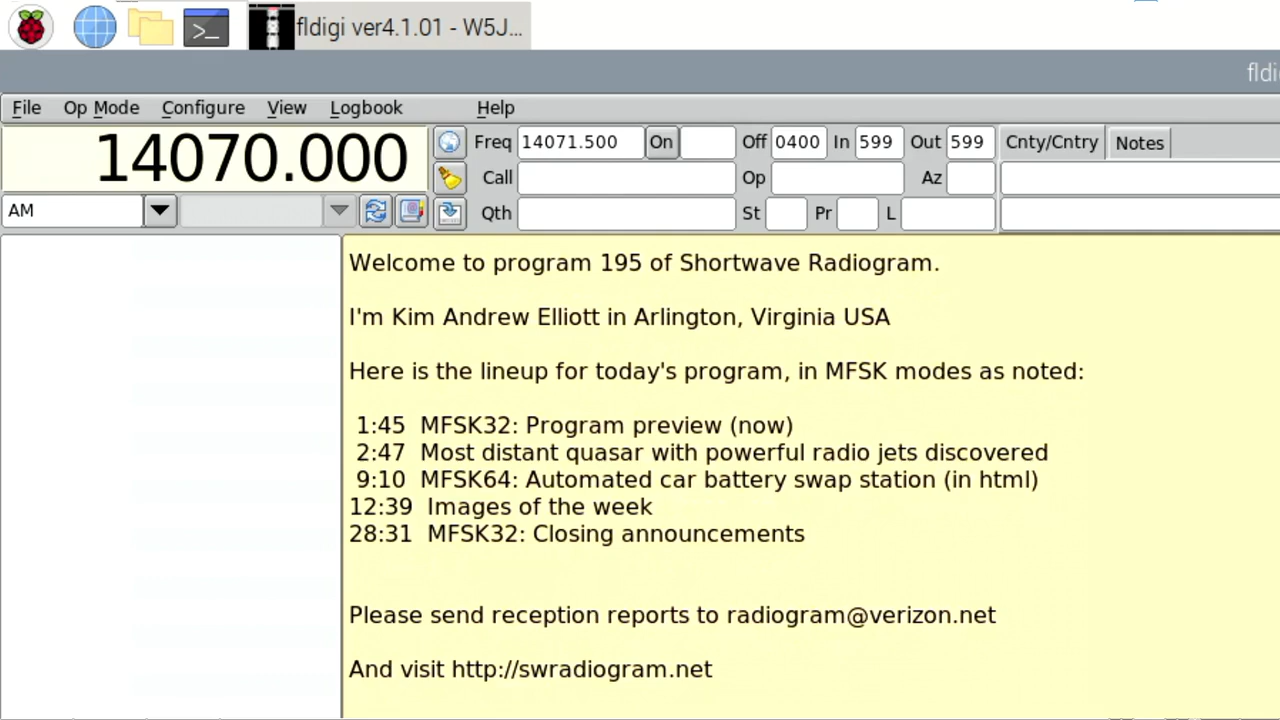 fldigi ver4.1.01 - W5J...
fldi
File Op Mode Configure View Logbook Help
14070.000
Freq 14071.500 On Off 0400 In 599 Out 599 Cnty/Cntry Notes
Call Op Az
AM
Qth St Pr L
Welcome to program 195 of Shortwave Radiogram.
I'm Kim Andrew Elliott in Arlington, Virginia USA
Here is the lineup for today's program, in MFSK modes as noted:
1:45 MFSK32: Program preview (now)
2:47 Most distant quasar with powerful radio jets discovered
9:10 MFSK64: Automated car battery swap station (in html)
12:39 Images of the week
28:31 MFSK32: Closing announcements
Please send reception reports to radiogram@verizon.net
And visit http://swradiogram.net